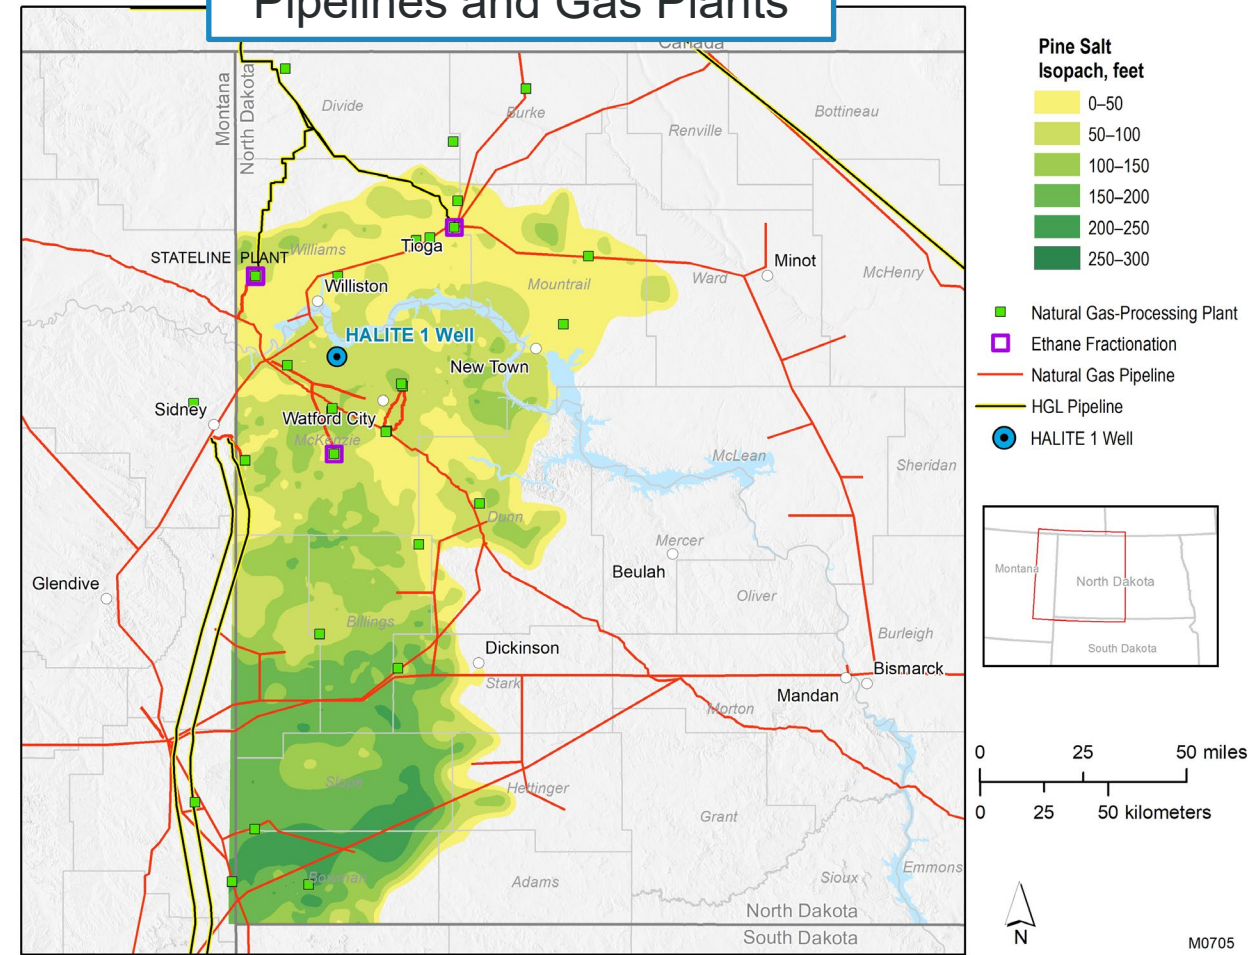 Pipelines and Gas Plants
Canada
Montana
North Dakota
Divide
Burke
Renville
Bottineau
STATELINE PLANT
Williams
Tioga
Williston
Mountrail
Ward
Minot
McHenry
HALITE 1 Well
New Town
Sidney
Watford City
McKenzie
McLean
Sheridan
Dunn
Mercer
Beulah
Glendive
Oliver
Billings
Burleigh
Dickinson
Stark
Bismarck
Mandan
Morton
Slope
Hettinger
Grant
Bowman
Adams
Sioux
Emmons
North Dakota
South Dakota
Pine Salt
Isopach, feet
0–50
50–100
100–150
150–200
200–250
250–300
Natural Gas-Processing Plant
Ethane Fractionation
Natural Gas Pipeline
HGL Pipeline
HALITE 1 Well
Montana
North Dakota
South Dakota
0 25 50 miles
0 25 50 kilometers
N
M0705